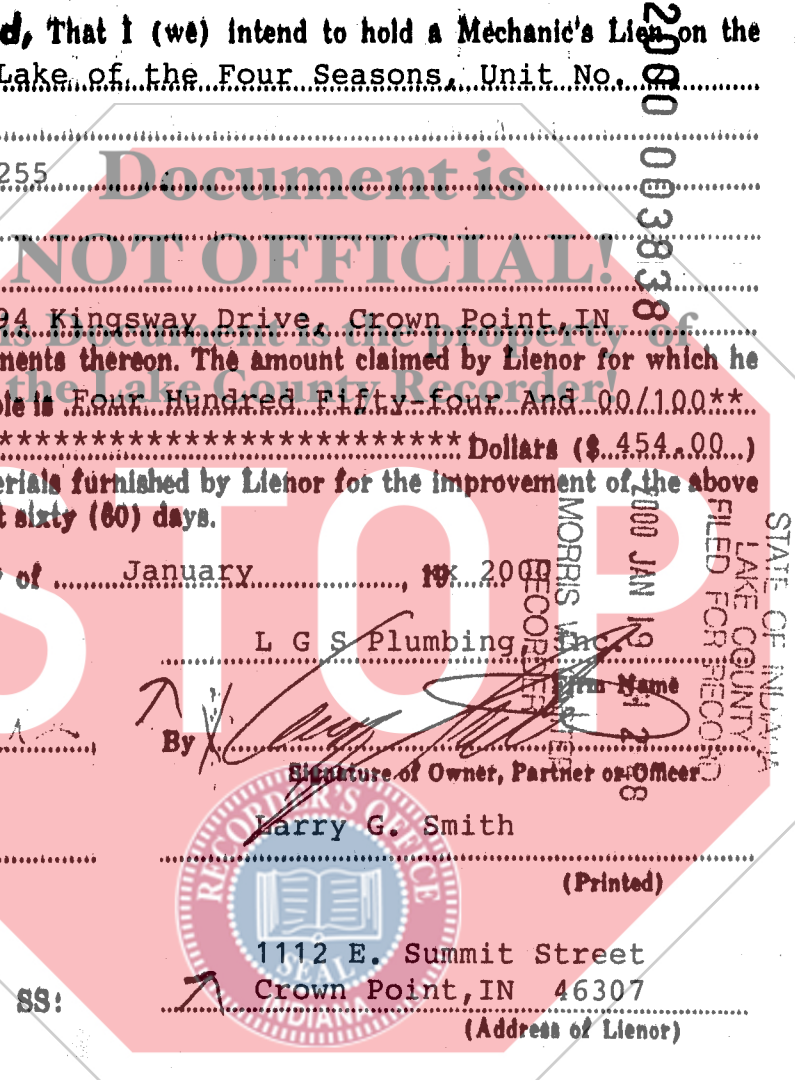 d, That I (we) intend to hold a Mechanic's Lien on the
Lake of the Four Seasons, Unit No.
255
94 Kingsway Drive, Crown Point,IN
ments thereon. The amount claimed by Lienor for which he
ble is Four Hundred Fifty-four And 00/100**
****************************** Dollars ($ 454.00 )
erials furnished by Lienor for the improvement of the above
t sixty (60) days.
y of January , 19xx 2000
L G S Plumbing, Inc.
Firm Name
By
Signature of Owner, Partner or Officer
Larry G. Smith
(Printed)
1112 E. Summit Street
SS: Crown Point,IN 46307
(Address of Lienor)
2000 003838
STATE OF INDIANA
LAKE COUNTY
FILED FOR RECORD
2000 JAN 19
MORRIS
RECORDER
Document is
NOT OFFICIAL!
is Document is the property of
the Lake County Recorder!
STOP
RECORDER'S OFFICE
SEAL
INDIANA